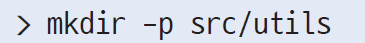 > mkdir -p src/utils